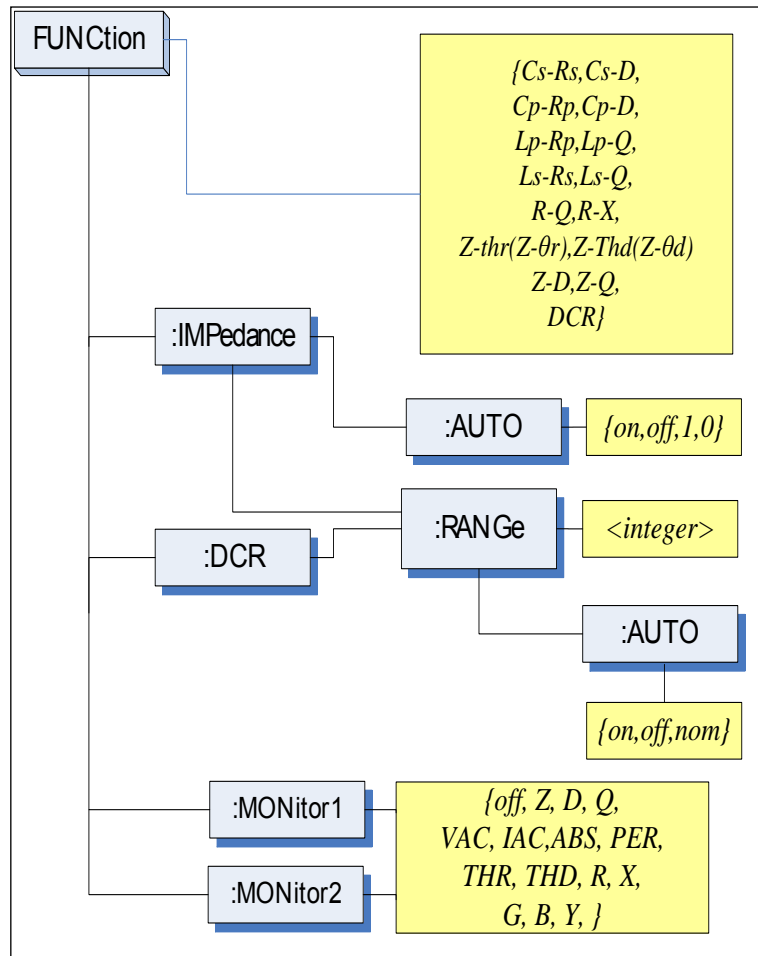 FUNCtion
{Cs-Rs,Cs-D,
Cp-Rp,Cp-D,
Lp-Rp,Lp-Q,
Ls-Rs,Ls-Q,
R-Q,R-X,
Z-thr(Z-θr),Z-Thd(Z-θd)
Z-D,Z-Q,
DCR}
:IMPedance
:AUTO
{on,off,1,0}
:RANGe
<integer>
:DCR
:AUTO
{on,off,nom}
:MONitor1
{off, Z, D, Q,
VAC, IAC,ABS, PER,
THR, THD, R, X,
G, B, Y, }
:MONitor2